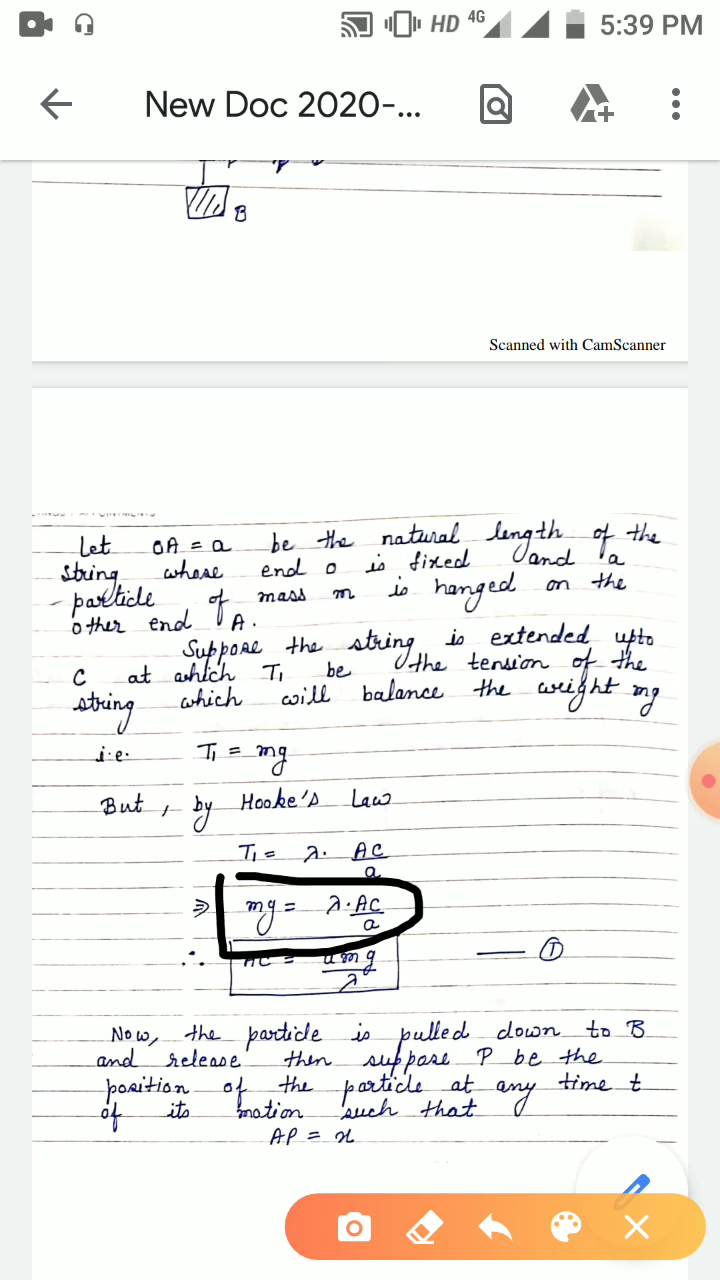 HD 4G 5:39 PM
New Doc 2020-...
B
Scanned with CamScanner
Let OA = a be the natural length of the
string whose end o is fixed and a
particle of mass m is hanged on the
other end A.
Suppose the string is extended upto
C at which T₁ be the tension of the
string which will balance the weight mg
i.e. T₁ = mg
But, by Hooke's Law
T₁ = λ. AC/a
⇒ mg = λ. AC/a
∴ AC = amg/λ —— ①
Now, the particle is pulled down to B
and release then suppose P be the
position of the particle at any time t
of its motion such that
AP = x